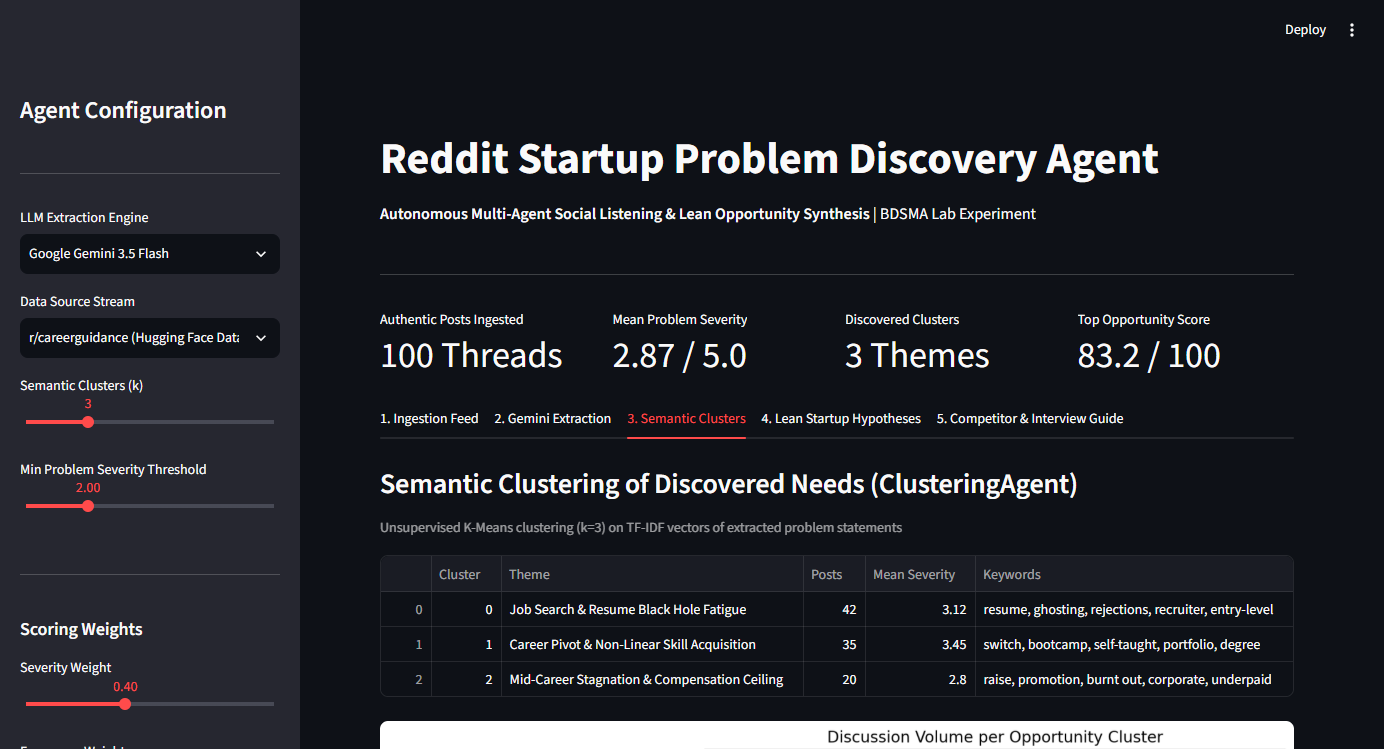 Deploy
Agent Configuration
LLM Extraction Engine
Google Gemini 3.5 Flash
Data Source Stream
r/careerguidance (Hugging Face Data
Semantic Clusters (k)
3
Min Problem Severity Threshold
2.00
Scoring Weights
Severity Weight
0.40
Reddit Startup Problem Discovery Agent
Autonomous Multi-Agent Social Listening & Lean Opportunity Synthesis | BDSMA Lab Experiment
Authentic Posts Ingested Mean Problem Severity Discovered Clusters Top Opportunity Score
100 Threads 2.87 / 5.0 3 Themes 83.2 / 100
1. Ingestion Feed 2. Gemini Extraction 3. Semantic Clusters 4. Lean Startup Hypotheses 5. Competitor & Interview Guide
Semantic Clustering of Discovered Needs (ClusteringAgent)
Unsupervised K-Means clustering (k=3) on TF-IDF vectors of extracted problem statements
Cluster Theme Posts Mean Severity Keywords
0 0 Job Search & Resume Black Hole Fatigue 42 3.12 resume, ghosting, rejections, recruiter, entry-level
1 1 Career Pivot & Non-Linear Skill Acquisition 35 3.45 switch, bootcamp, self-taught, portfolio, degree
2 2 Mid-Career Stagnation & Compensation Ceiling 20 2.8 raise, promotion, burnt out, corporate, underpaid
Discussion Volume per Opportunity Cluster